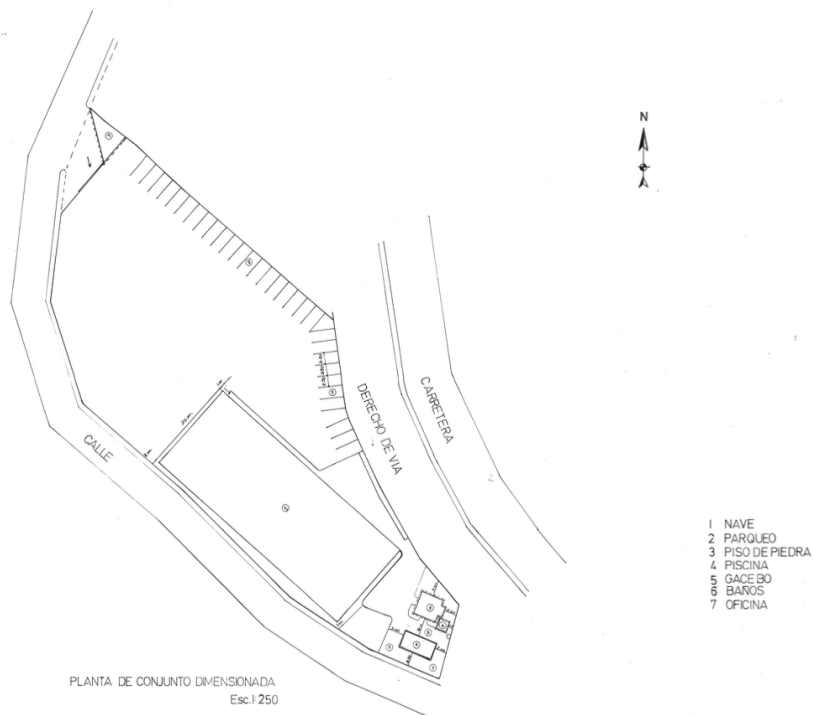 N
DERECHO DE VIA
CARRETERA
CALLE
20 m.
1 NAVE
2 PARQUEO
3 PISO DE PIEDRA
4 PISCINA
5 GACEBO
6 BAÑOS
7 OFICINA
PLANTA DE CONJUNTO DIMENSIONADA
Esc.1:250